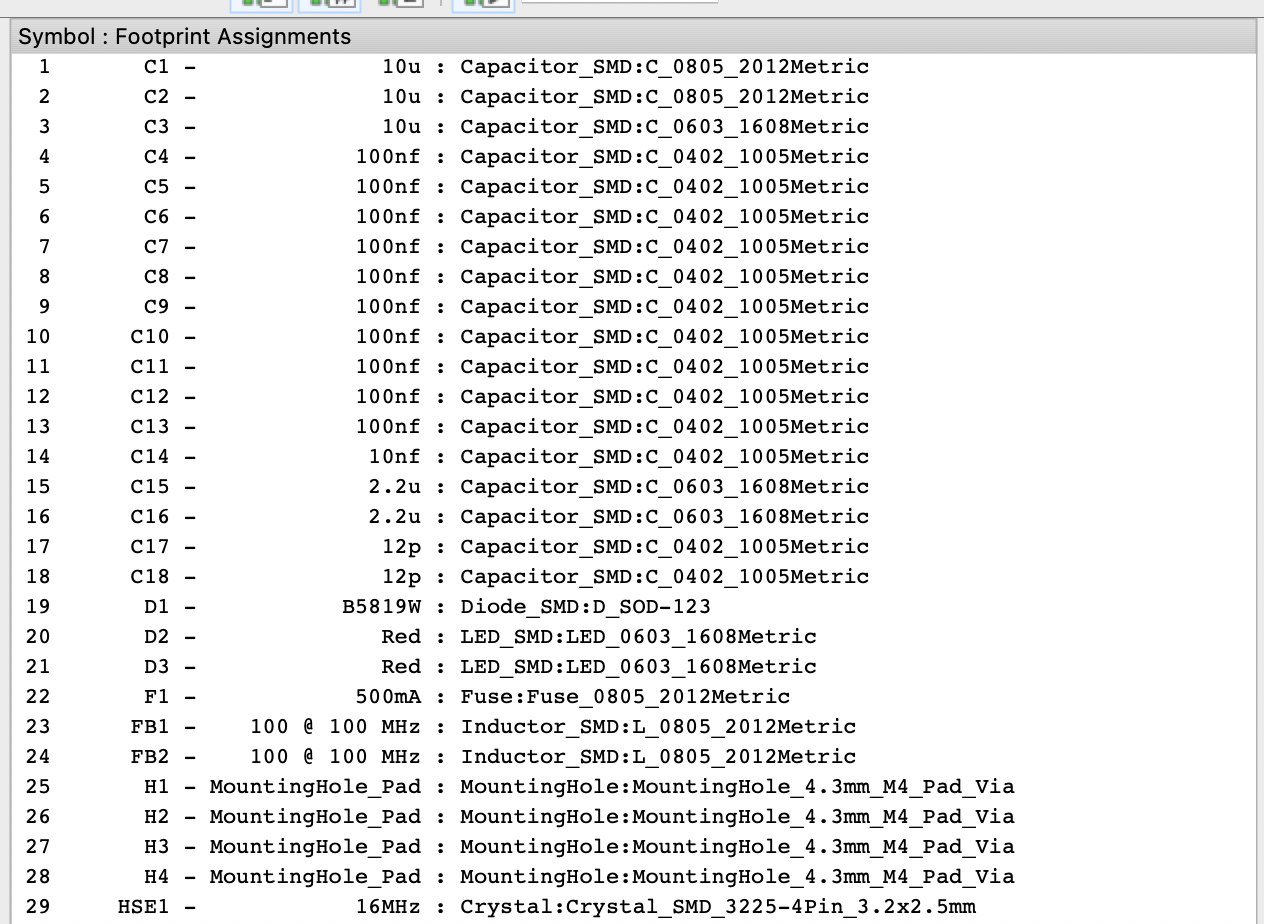 Symbol : Footprint Assignments
1 C1 – 10u : Capacitor_SMD:C_0805_2012Metric
2 C2 – 10u : Capacitor_SMD:C_0805_2012Metric
3 C3 – 10u : Capacitor_SMD:C_0603_1608Metric
4 C4 – 100nf : Capacitor_SMD:C_0402_1005Metric
5 C5 – 100nf : Capacitor_SMD:C_0402_1005Metric
6 C6 – 100nf : Capacitor_SMD:C_0402_1005Metric
7 C7 – 100nf : Capacitor_SMD:C_0402_1005Metric
8 C8 – 100nf : Capacitor_SMD:C_0402_1005Metric
9 C9 – 100nf : Capacitor_SMD:C_0402_1005Metric
10 C10 – 100nf : Capacitor_SMD:C_0402_1005Metric
11 C11 – 100nf : Capacitor_SMD:C_0402_1005Metric
12 C12 – 100nf : Capacitor_SMD:C_0402_1005Metric
13 C13 – 100nf : Capacitor_SMD:C_0402_1005Metric
14 C14 – 10nf : Capacitor_SMD:C_0402_1005Metric
15 C15 – 2.2u : Capacitor_SMD:C_0603_1608Metric
16 C16 – 2.2u : Capacitor_SMD:C_0603_1608Metric
17 C17 – 12p : Capacitor_SMD:C_0402_1005Metric
18 C18 – 12p : Capacitor_SMD:C_0402_1005Metric
19 D1 – B5819W : Diode_SMD:D_SOD-123
20 D2 – Red : LED_SMD:LED_0603_1608Metric
21 D3 – Red : LED_SMD:LED_0603_1608Metric
22 F1 – 500mA : Fuse:Fuse_0805_2012Metric
23 FB1 – 100 @ 100 MHz : Inductor_SMD:L_0805_2012Metric
24 FB2 – 100 @ 100 MHz : Inductor_SMD:L_0805_2012Metric
25 H1 – MountingHole_Pad : MountingHole:MountingHole_4.3mm_M4_Pad_Via
26 H2 – MountingHole_Pad : MountingHole:MountingHole_4.3mm_M4_Pad_Via
27 H3 – MountingHole_Pad : MountingHole:MountingHole_4.3mm_M4_Pad_Via
28 H4 – MountingHole_Pad : MountingHole:MountingHole_4.3mm_M4_Pad_Via
29 HSE1 – 16MHz : Crystal:Crystal_SMD_3225-4Pin_3.2x2.5mm